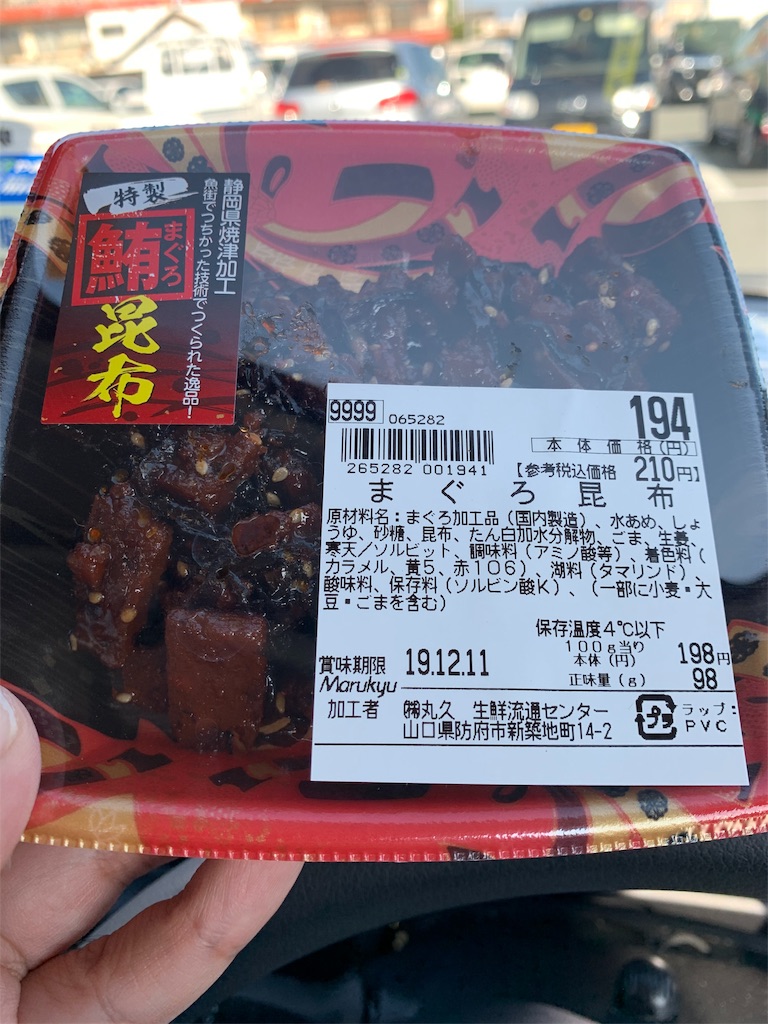 特製
まぐろ
鮪
昆布
静岡県焼津加工
魚街でつちかった技術でつくられた逸品！
9999 065282
194
本体価格(円)
265282 001941
【参考税込価格 210円】
まぐろ昆布
原材料名：まぐろ加工品（国内製造）、水あめ、しょ
うゆ、砂糖、昆布、たん白加水分解物、ごま、生姜、
寒天／ソルビット、調味料（アミノ酸等）、着色料（
カラメル、黄5、赤106）、湖料（タマリンド）、
酸味料、保存料（ソルビン酸K）、（一部に小麦・大
豆・ごまを含む）
保存温度4℃以下
100g当り
本体（円） 198円
賞味期限 19.12.11
正味量（g） 98
Marukyu
加工者 ㈱丸久 生鮮流通センター
山口県防府市新築地町14-2
プラ
ラップ:
PVC